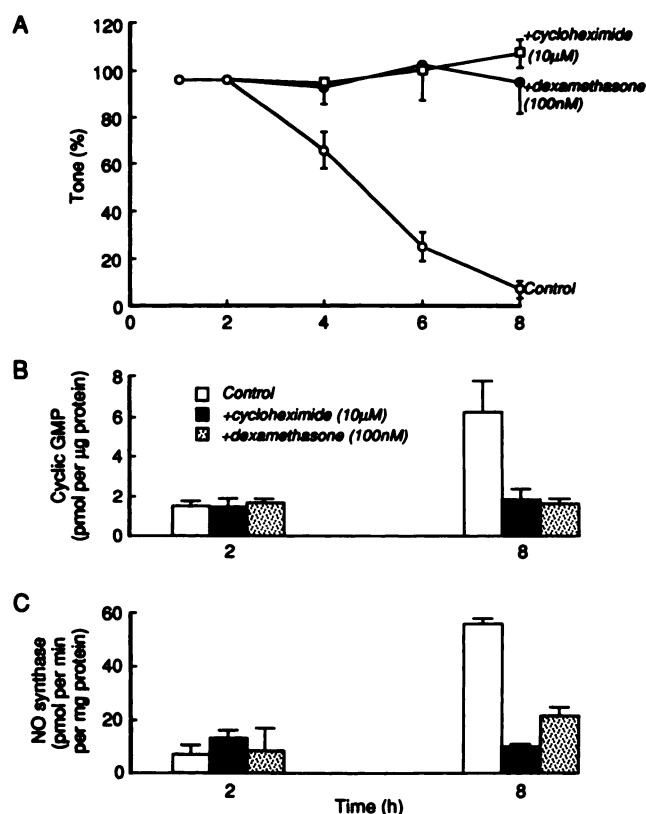 A
120
100
80
60
40
20
0
Tone (%)
+cycloheximide
(10μM)
+dexamethasone
(100nM)
Control
0 2 4 6 8
B
8
6
4
2
0
Cyclic GMP
(pmol per μg protein)
Control
+cycloheximide (10μM)
+dexamethasone (100nM)
2 8
C
60
40
20
0
NO synthase
(pmol per min
per mg protein)
2 8
Time (h)